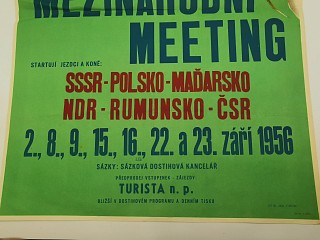 MEZINÁRODNÍ
MEETING
STARTUJÍ JEZDCI A KONĚ:
SSSR-POLSKO-MAĎARSKO
NDR-RUMUNSKO-ČSR
2., 8., 9., 15., 16., 22. a 23. září 1956
SÁZKY: SÁZKOVÁ DOSTIHOVÁ KANCELÁŘ
PŘEDPRODEJ VSTUPENEK - ZÁJEZDY:
TURISTA n. p.
BLIŽŠÍ V DOSTIHOVÉM PROGRAMU A DENNÍM TISKU